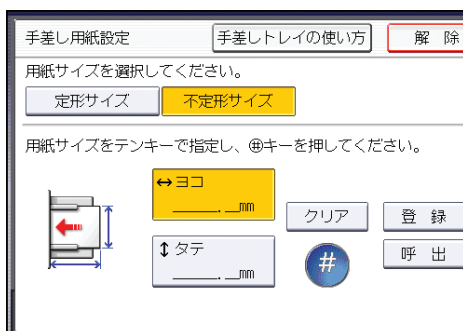 手差し用紙設定 手差しトレイの使い方 解 除
用紙サイズを選択してください。
定形サイズ 不定形サイズ
用紙サイズをテンキーで指定し、⊕キーを押してください。
↔ヨコ
______.__mm
クリア 登 録
↕タテ
______.__mm
# 呼 出